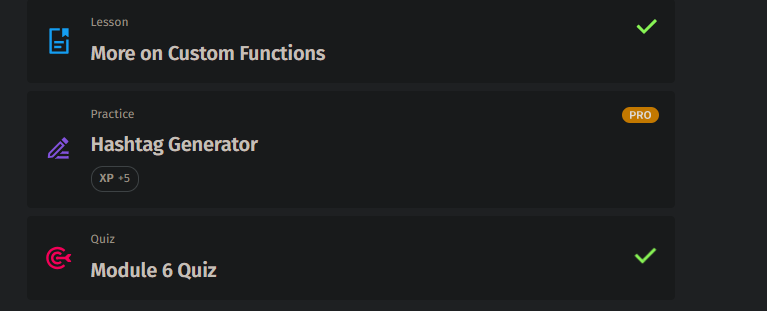 Lesson
More on Custom Functions
Practice
PRO
Hashtag Generator
XP +5
Quiz
Module 6 Quiz